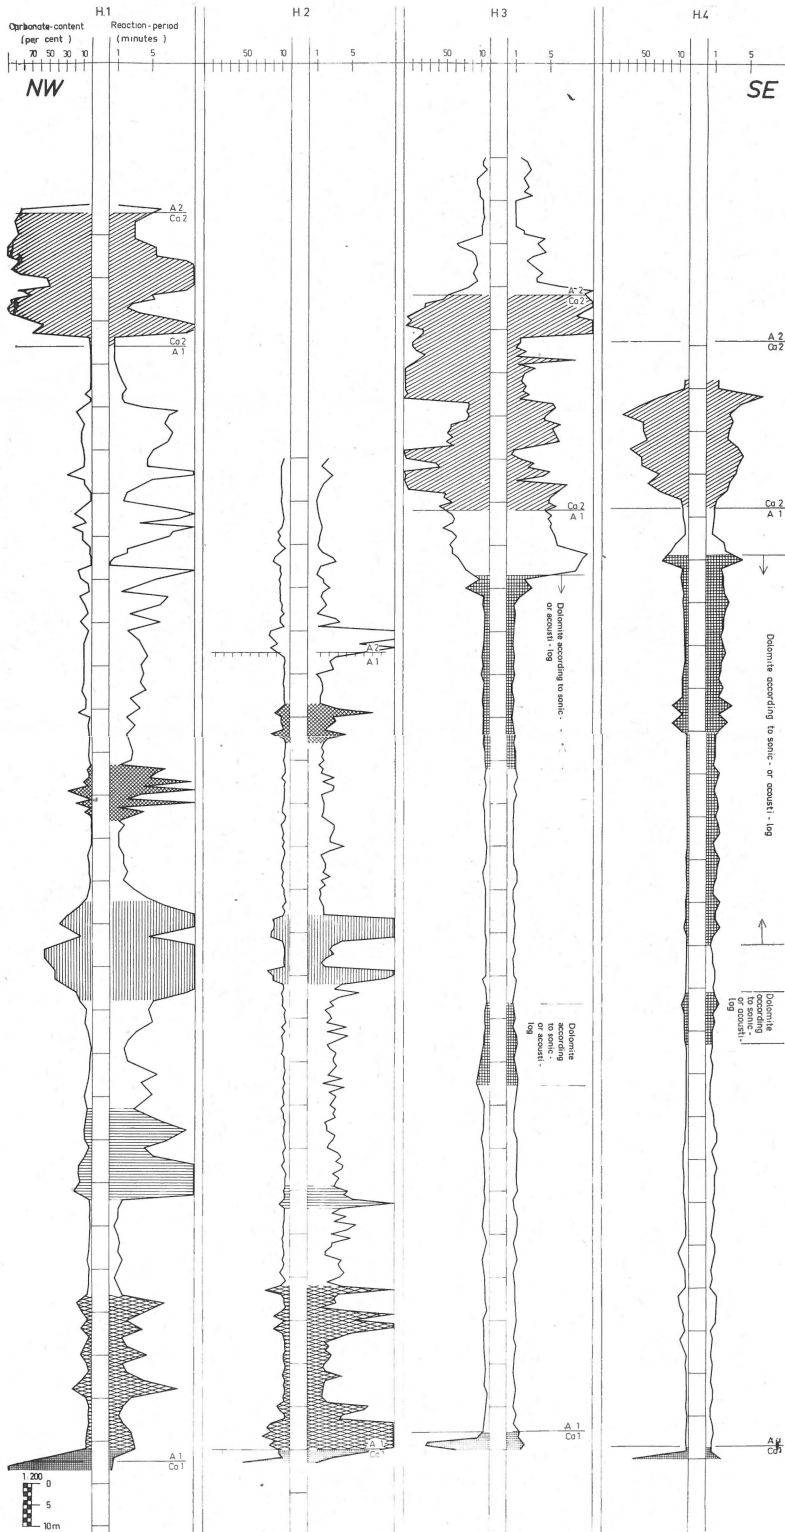 H.1
H.2
H.3
H.4
Carbonate-content
(per cent)
Reaction-period
(minutes)
70 50 30 10
1 5
50 10
1 5
50 10
1 5
50 10
1 5
NW
SE
A 2
Ca 2
Ca 2
A 1
A 1
Ca 1
A 2
A 1
A 1
Ca 1
A 2
Ca 2
Ca 2
A 1
Dolomite according to sonic -
or acousti - log
Dolomite
according
to sonic -
or acousti -
log
A 1
Ca 1
A 2
Ca 2
Ca 2
A 1
Dolomite according to sonic - or acousti - log
Dolomite
according
to sonic -
or acousti -
log
Ca 1
1:200
0
5
10m